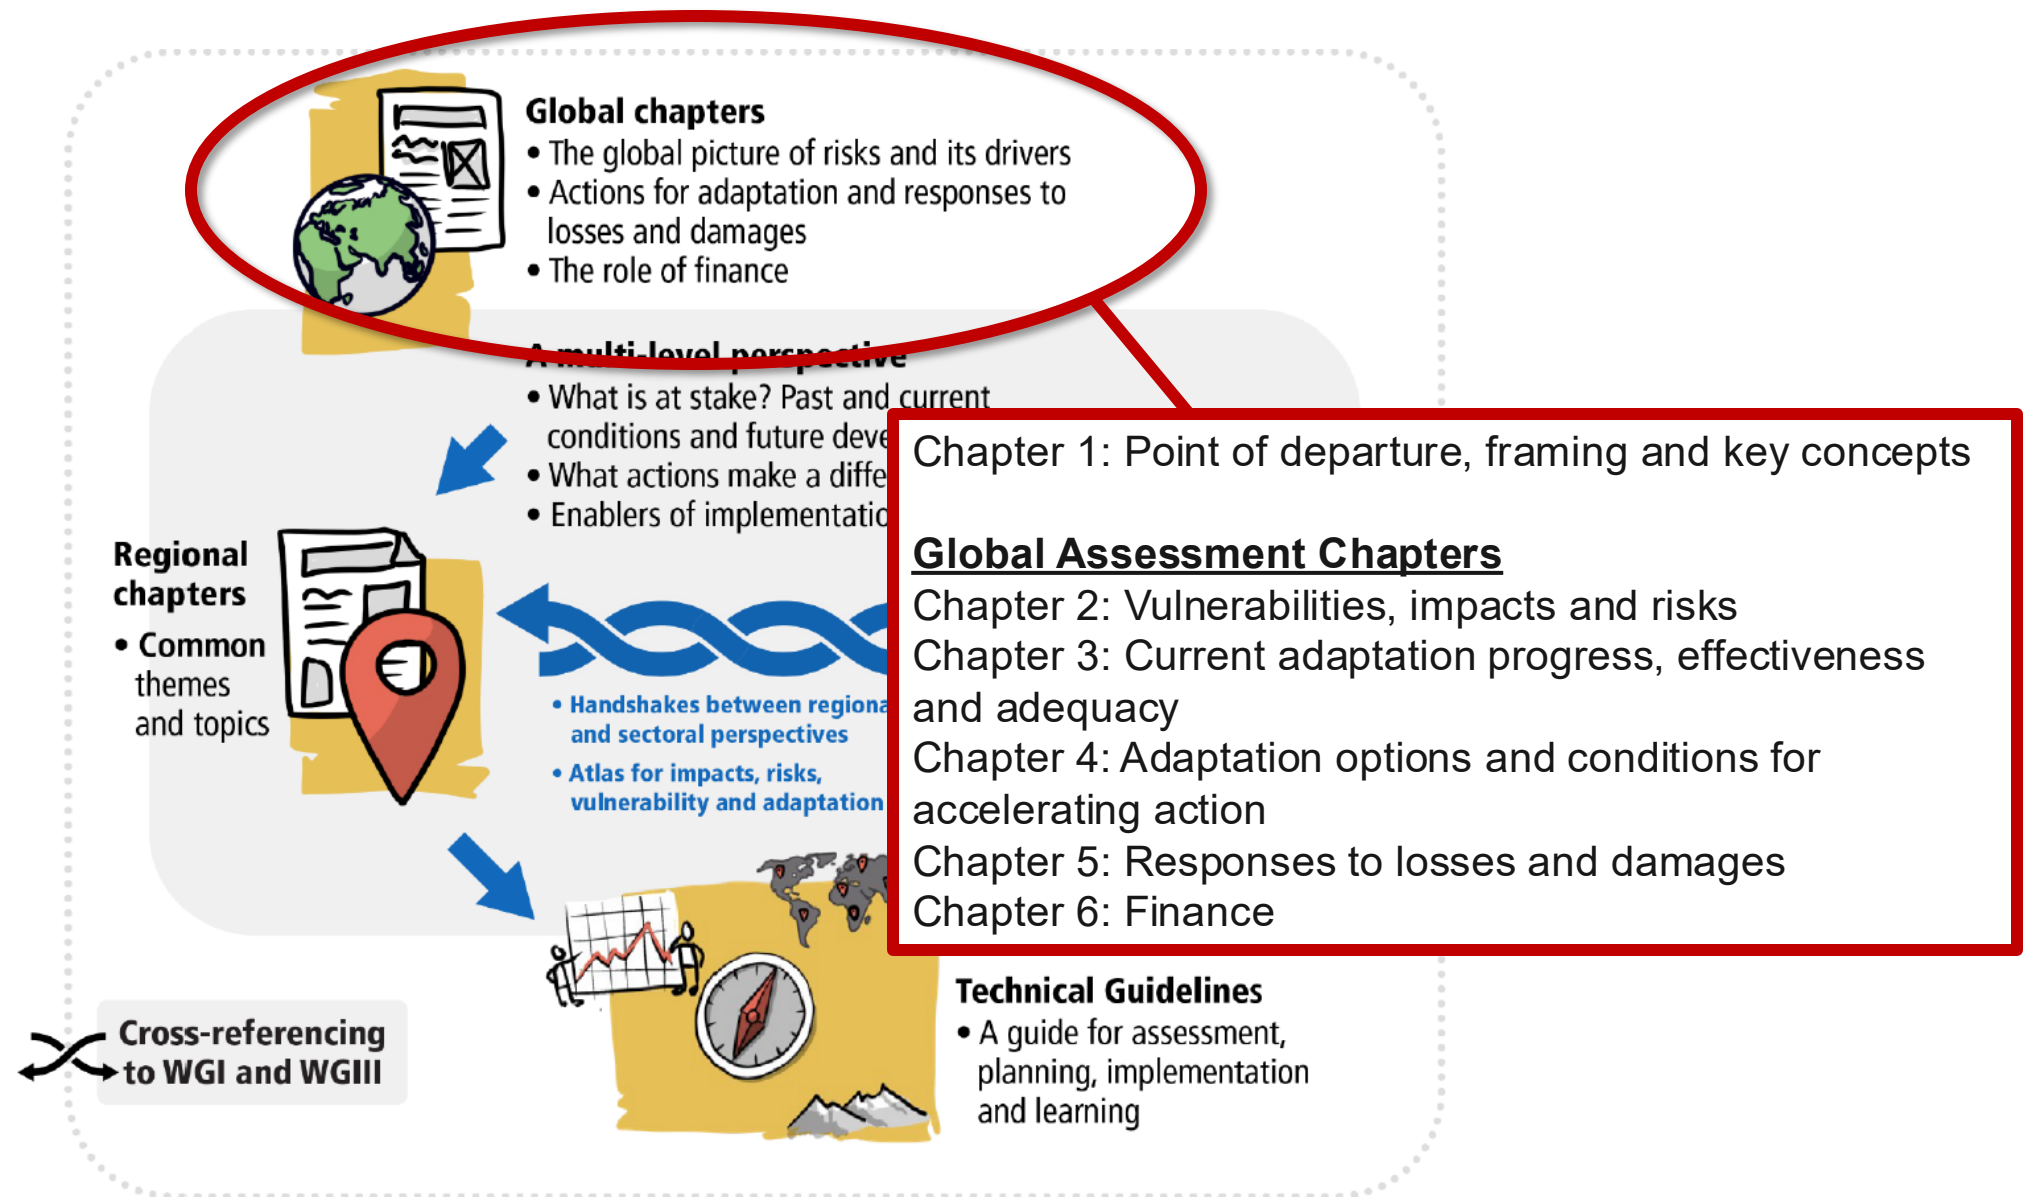 Global chapters
• The global picture of risks and its drivers
• Actions for adaptation and responses to
losses and damages
• The role of finance
A multi-level perspective
• What is at stake? Past and current
conditions and future deve
• What actions make a diffe
• Enablers of implementatio
Regional
chapters
• Common
themes
and topics
• Handshakes between regiona
and sectoral perspectives
• Atlas for impacts, risks,
vulnerability and adaptation
Chapter 1: Point of departure, framing and key concepts
Global Assessment Chapters
Chapter 2: Vulnerabilities, impacts and risks
Chapter 3: Current adaptation progress, effectiveness
and adequacy
Chapter 4: Adaptation options and conditions for
accelerating action
Chapter 5: Responses to losses and damages
Chapter 6: Finance
Technical Guidelines
• A guide for assessment,
planning, implementation
and learning
Cross-referencing
to WGI and WGIII